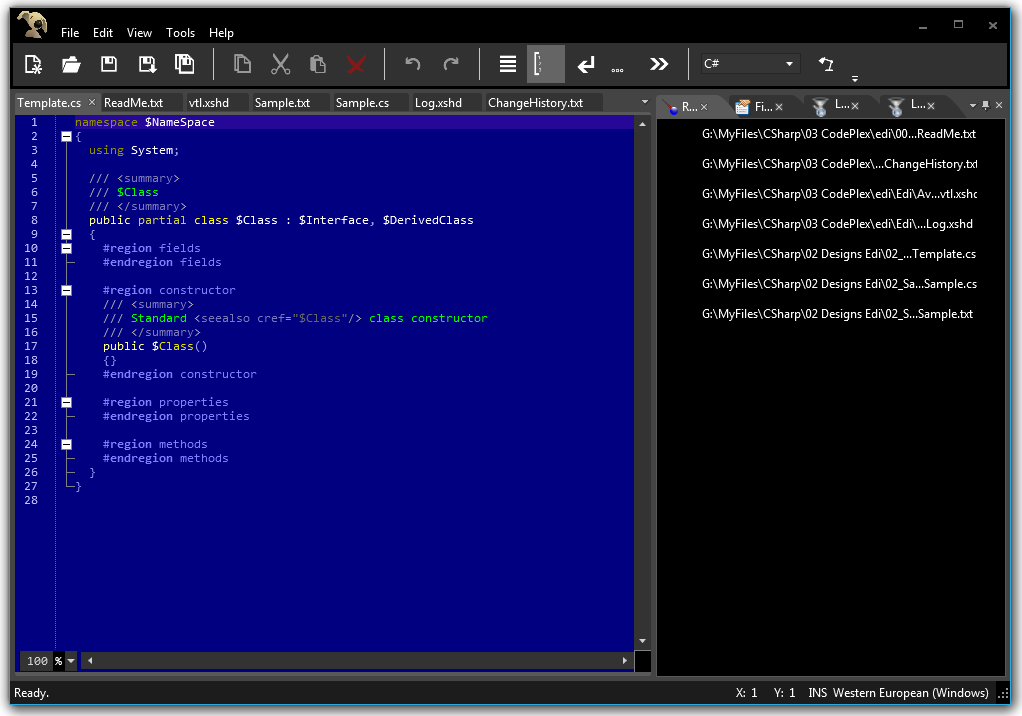 File Edit View Tools Help
C#
Template.cs ReadMe.txt vtl.xshd Sample.txt Sample.cs Log.xshd ChangeHistory.txt
R... Fi... L... L...
1 namespace $NameSpace
2 {
3 using System;
4
5 /// <summary>
6 /// $Class
7 /// </summary>
8 public partial class $Class : $Interface, $DerivedClass
9 {
10 #region fields
11 #endregion fields
12
13 #region constructor
14 /// <summary>
15 /// Standard <seealso cref="$Class"/> class constructor
16 /// </summary>
17 public $Class()
18 {}
19 #endregion constructor
20
21 #region properties
22 #endregion properties
23
24 #region methods
25 #endregion methods
26 }
27 }
28
G:\MyFiles\CSharp\03 CodePlex\edi\00...ReadMe.txt
G:\MyFiles\CSharp\03 CodePlex\...ChangeHistory.txt
G:\MyFiles\CSharp\03 CodePlex\edi\Edi\Av...vtl.xshd
G:\MyFiles\CSharp\03 CodePlex\edi\Edi\...Log.xshd
G:\MyFiles\CSharp\02 Designs Edi\02_...Template.cs
G:\MyFiles\CSharp\02 Designs Edi\02_Sa...Sample.cs
G:\MyFiles\CSharp\02 Designs Edi\02_S...Sample.txt
100 %
Ready.
X: 1 Y: 1 INS Western European (Windows)